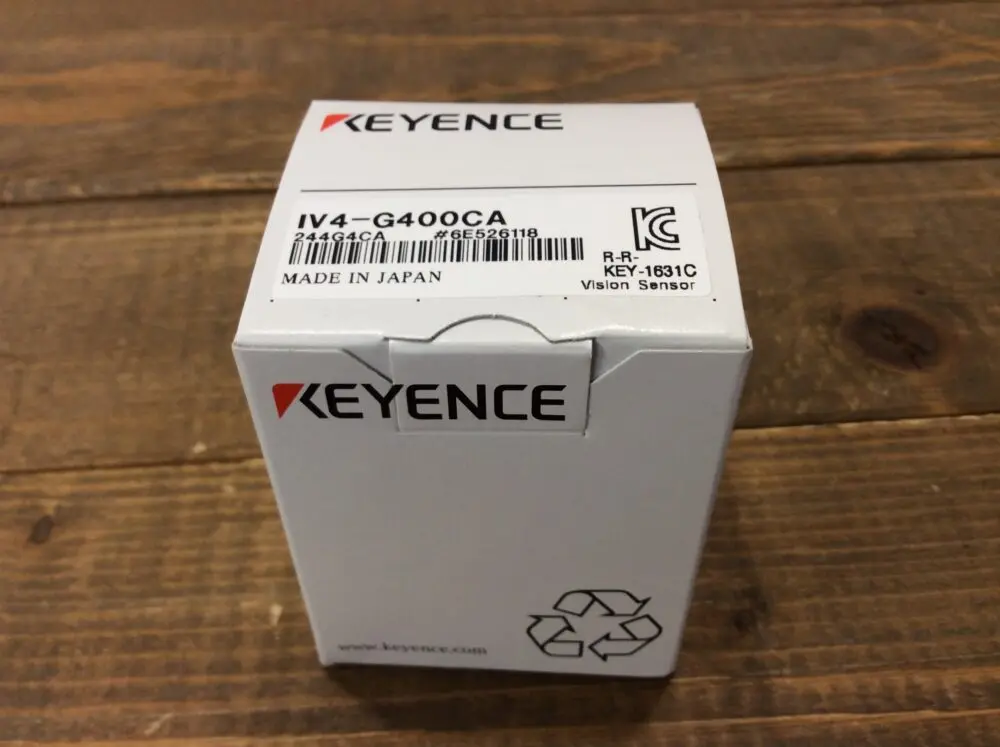 KEYENCE
IV4-G400CA
244G4CA #6E526118
MADE IN JAPAN
R-R-
KEY-1631C
Vision Sensor
KEYENCE
www.keyence.com